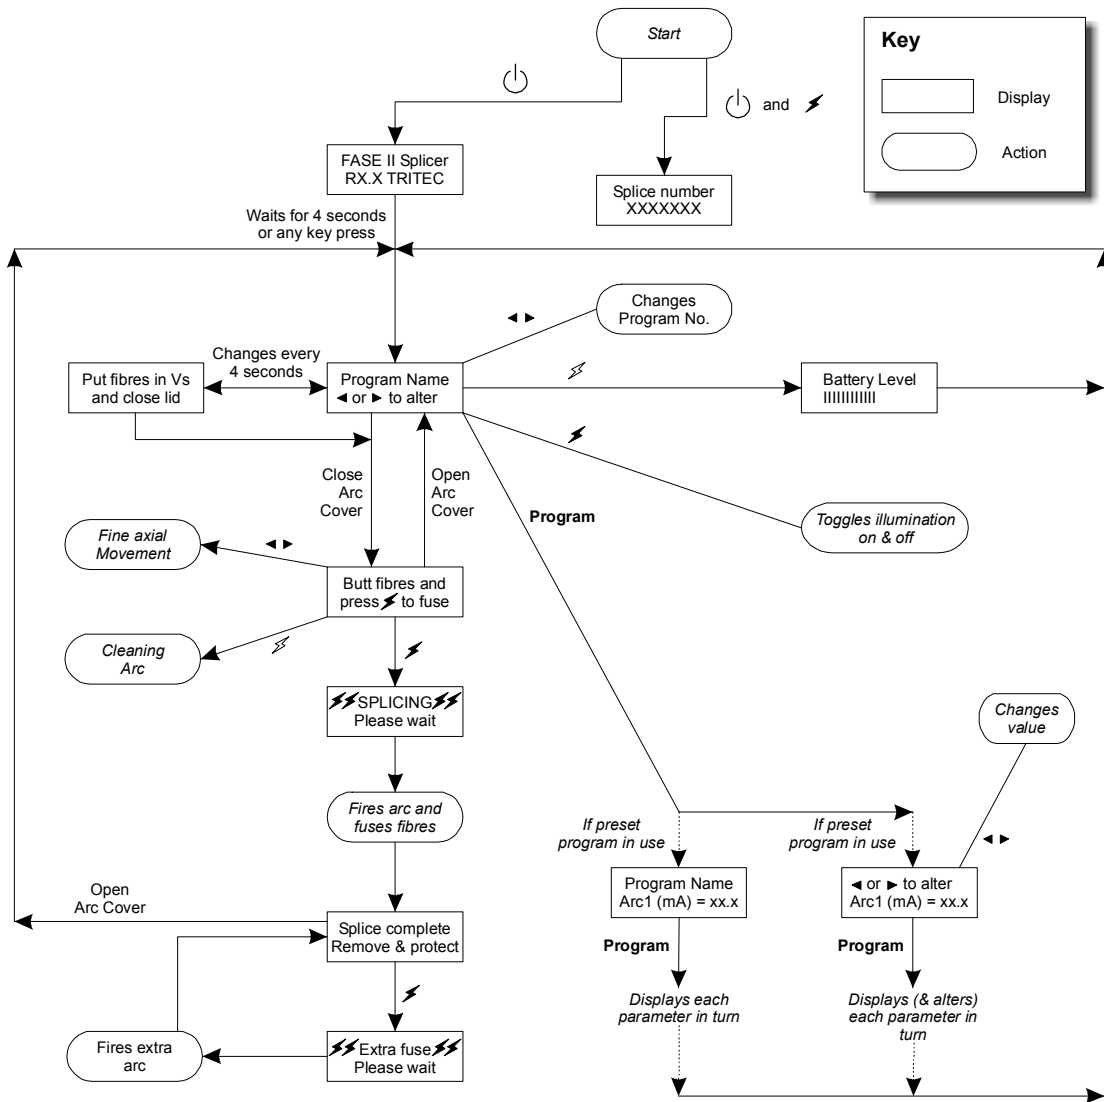 Start
Key
Display
Action
and
FASE II Splicer
RX.X TRITEC
Splice number
XXXXXXX
Waits for 4 seconds
or any key press
Changes
Program No.
Changes every
4 seconds
Put fibres in Vs
and close lid
Program Name
◄ or ► to alter
Battery Level
IIIIIIIIIIII
Close
Arc
Cover
Open
Arc
Cover
Program
Toggles illumination
on & off
Fine axial
Movement
Butt fibres and
press to fuse
Cleaning
Arc
SPLICING
Please wait
Changes
value
Fires arc and
fuses fibres
If preset
program in use
If preset
program in use
Program Name
Arc1 (mA) = xx.x
◄ or ► to alter
Arc1 (mA) = xx.x
Open
Arc Cover
Splice complete
Remove & protect
Program
Program
Displays each
parameter in turn
Displays (& alters)
each parameter in
turn
Fires extra
arc
Extra fuse
Please wait